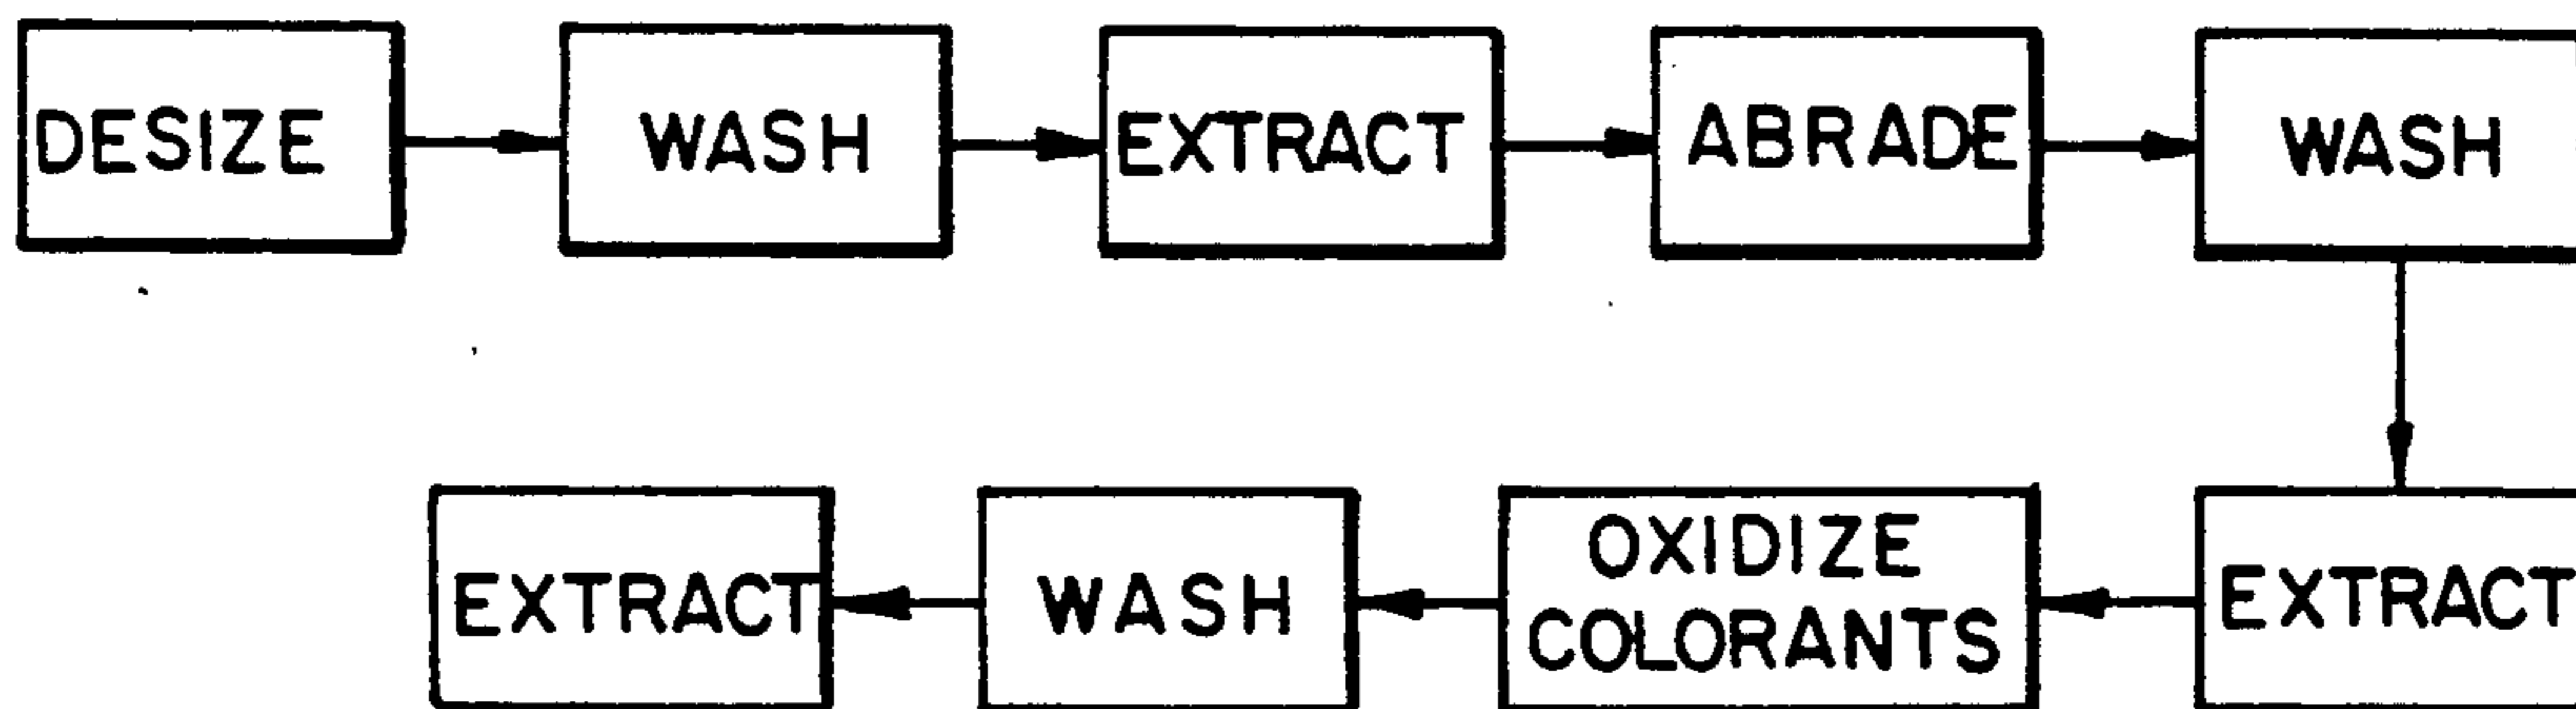 DESIZE
WASH
EXTRACT
ABRADE
WASH
EXTRACT
OXIDIZE
COLORANTS
WASH
EXTRACT